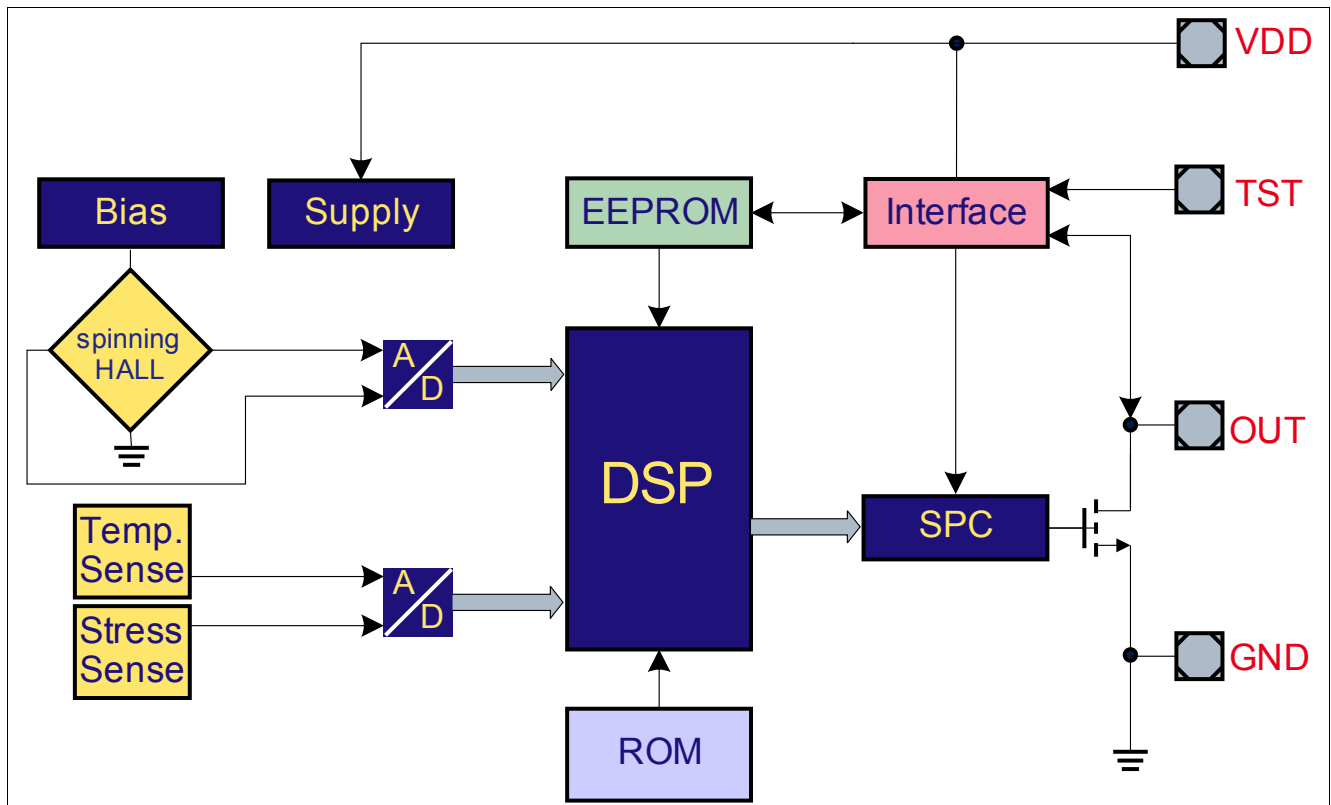 VDD
TST
Bias
Supply
EEPROM
Interface
spinning
HALL
A
D
OUT
DSP
SPC
Temp.
Sense
A
D
Stress
Sense
GND
ROM